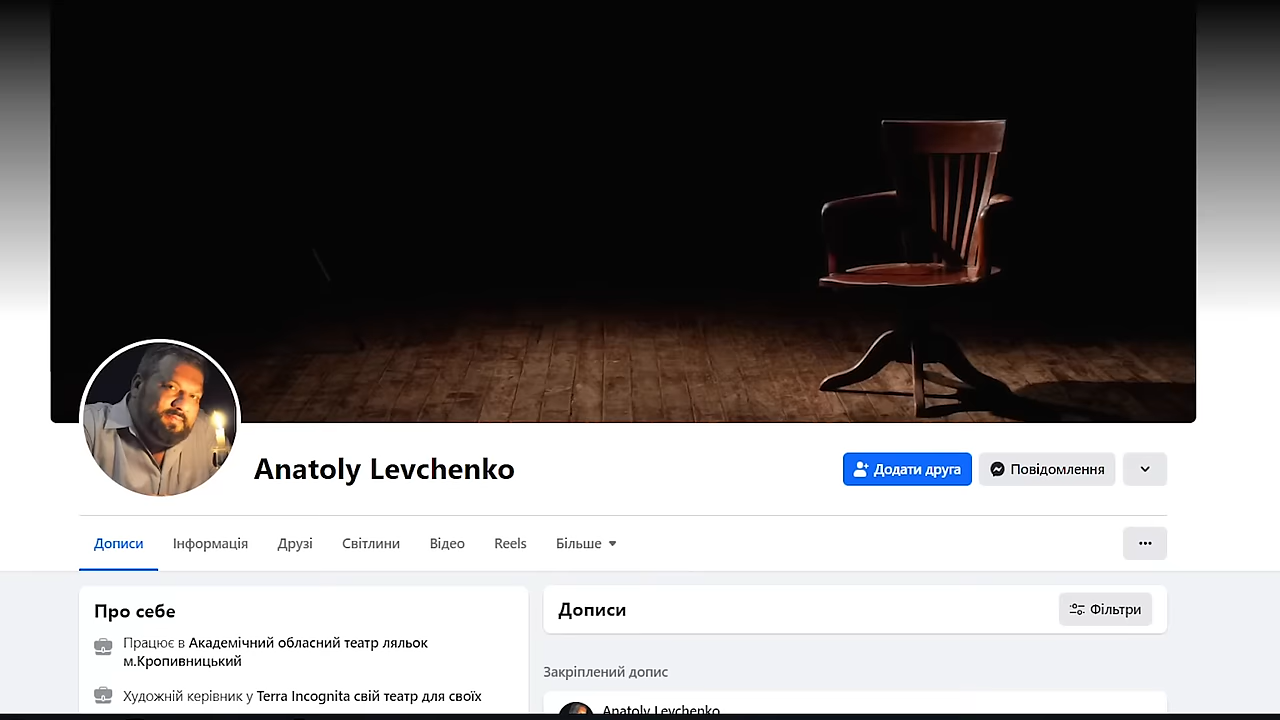 Anatoly Levchenko
Додати друга
Повідомлення
Дописи
Інформація
Друзі
Світлини
Відео
Reels
Більше
Про себе
Працює в Академічний обласний театр ляльок
м.Кропивницький
Художній керівник у Terra Incognita свій театр для своїх
Дописи
Фільтри
Закріплений допис
Anatoly Levchenko